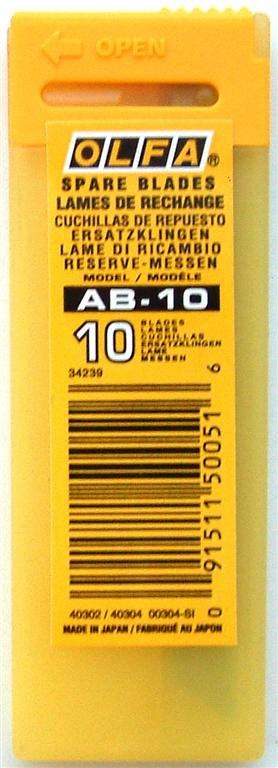 OPEN
OLFA®
SPARE BLADES
LAMES DE RECHANGE
CUCHILLAS DE REPUESTO
ERSATZKLINGEN
LAME DI RICAMBIO
RESERVE-MESSEN
MODEL / MODÈLE
AB-10
10
BLADES
LAMES
CUCHILLAS
ERSATZKLINGEN
LAME
MESSEN
34239
0 91511 50051 6
40302 / 40304 00304-SI
MADE IN JAPAN / FABRIQUÉ AU JAPON